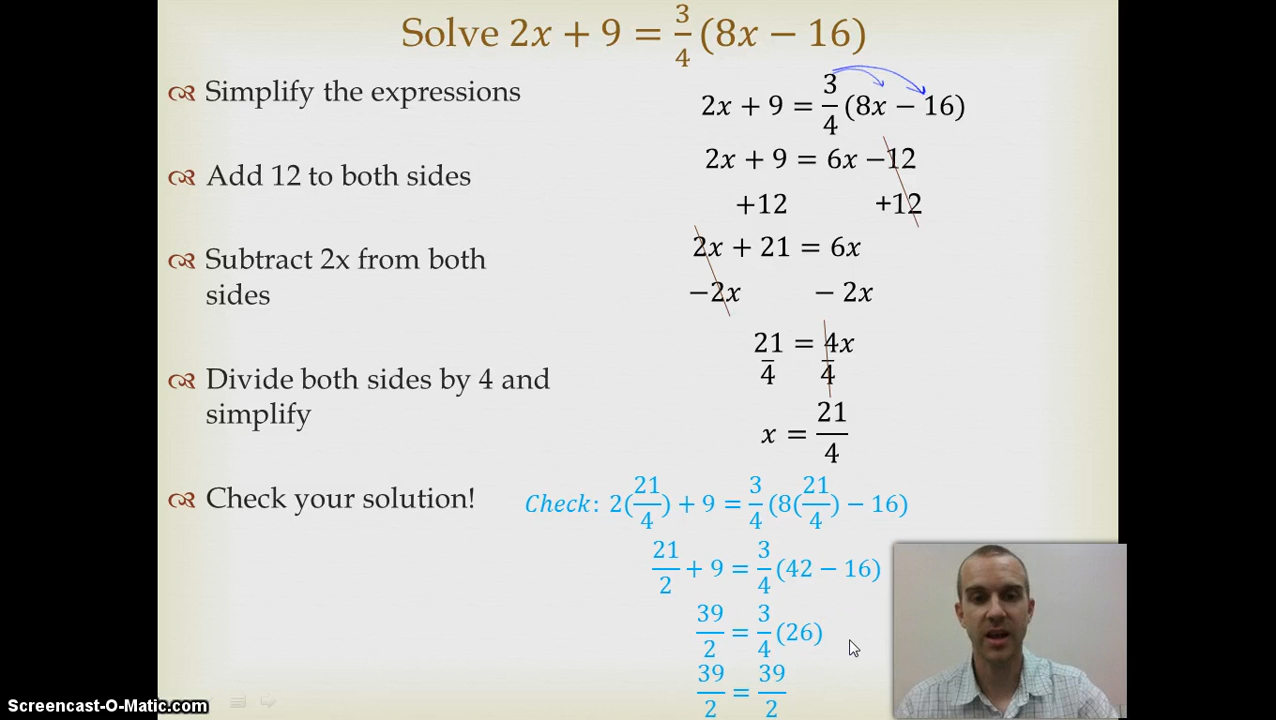 Solve 2x + 9 = 3/4 (8x − 16)
Simplify the expressions
2x + 9 = 3/4 (8x − 16)
2x + 9 = 6x − 12
Add 12 to both sides
+12 +12
Subtract 2x from both
sides
2x + 21 = 6x
−2x − 2x
21 = 4x
4 4
Divide both sides by 4 and
simplify
x = 21/4
Check your solution!
Check: 2(21/4) + 9 = 3/4 (8(21/4) − 16)
21/2 + 9 = 3/4 (42 − 16)
39/2 = 3/4 (26)
39/2 = 39/2
Screencast-O-Matic.com